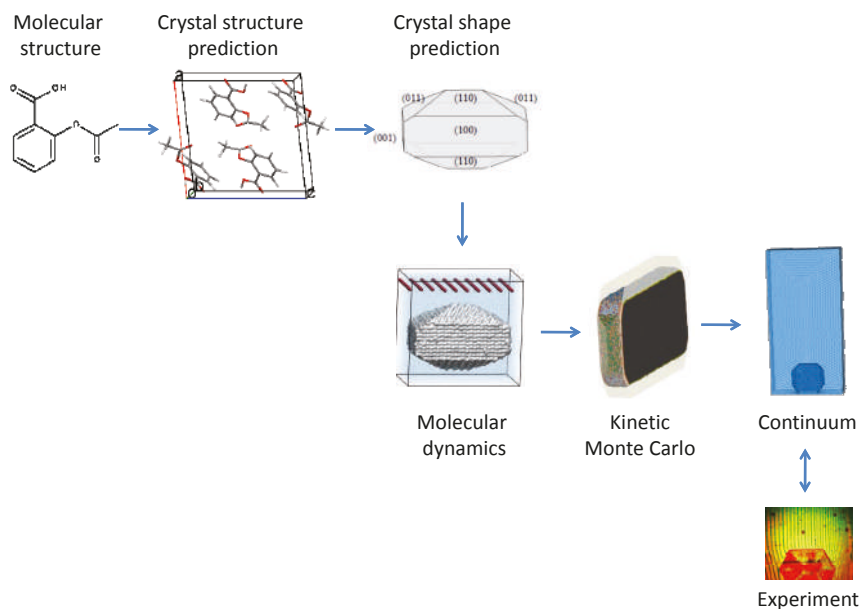 Molecular
structure
Crystal structure
prediction
Crystal shape
prediction
O
OH
O
O
a
b
o
c
(011)
(110)
(011)
(001)
(100)
(110)
Molecular
dynamics
Kinetic
Monte Carlo
Continuum
Experiment